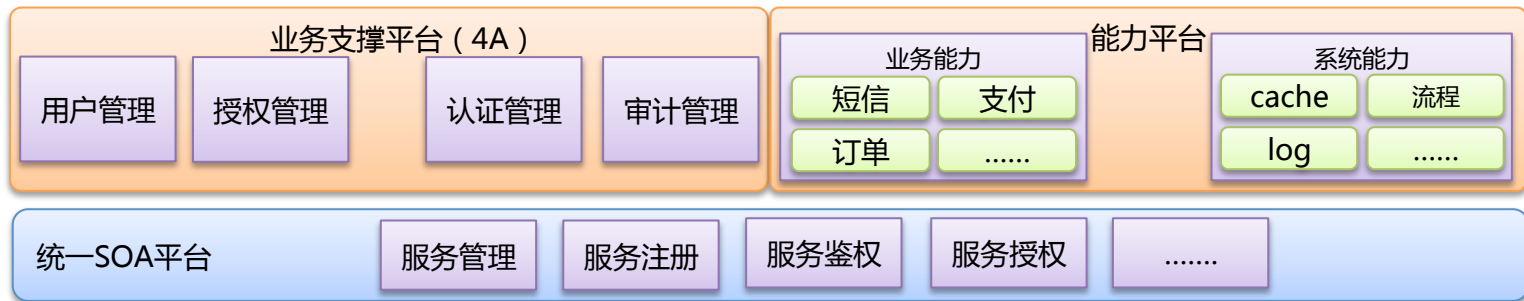 业务支撑平台（4A）
用户管理
授权管理
认证管理
审计管理
能力平台
业务能力
短信
支付
订单
......
系统能力
cache
流程
log
......
统一SOA平台
服务管理
服务注册
服务鉴权
服务授权
.......